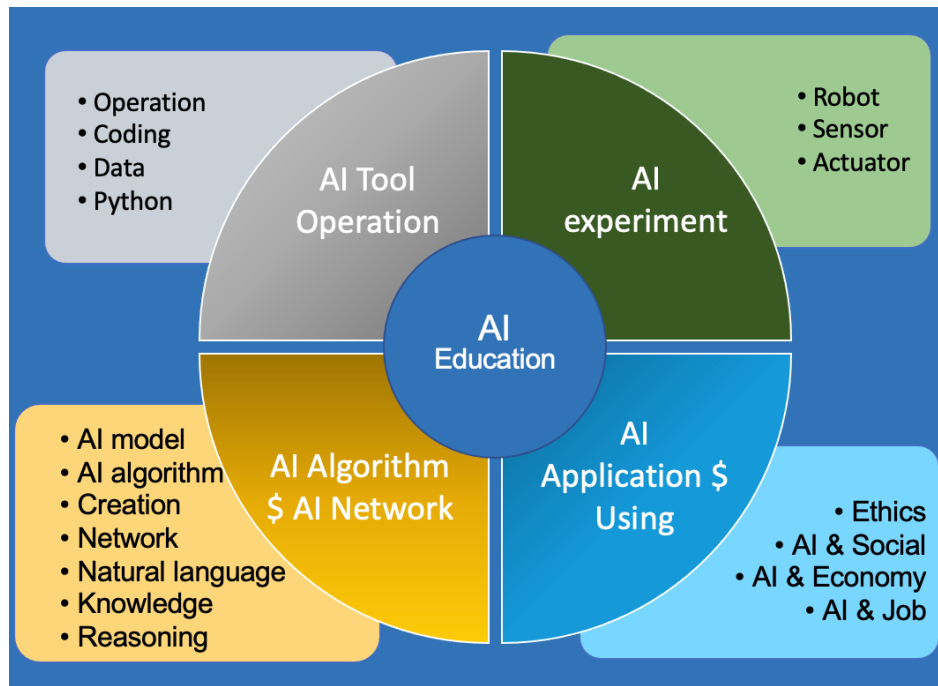 • Operation
• Coding
• Data
• Python
AI Tool
Operation
• Robot
• Sensor
• Actuator
AI
experiment
AI
Education
• AI model
• AI algorithm
• Creation
• Network
• Natural language
• Knowledge
• Reasoning
AI Algorithm
$ AI Network
AI
Application $
Using
• Ethics
• AI & Social
• AI & Economy
• AI & Job